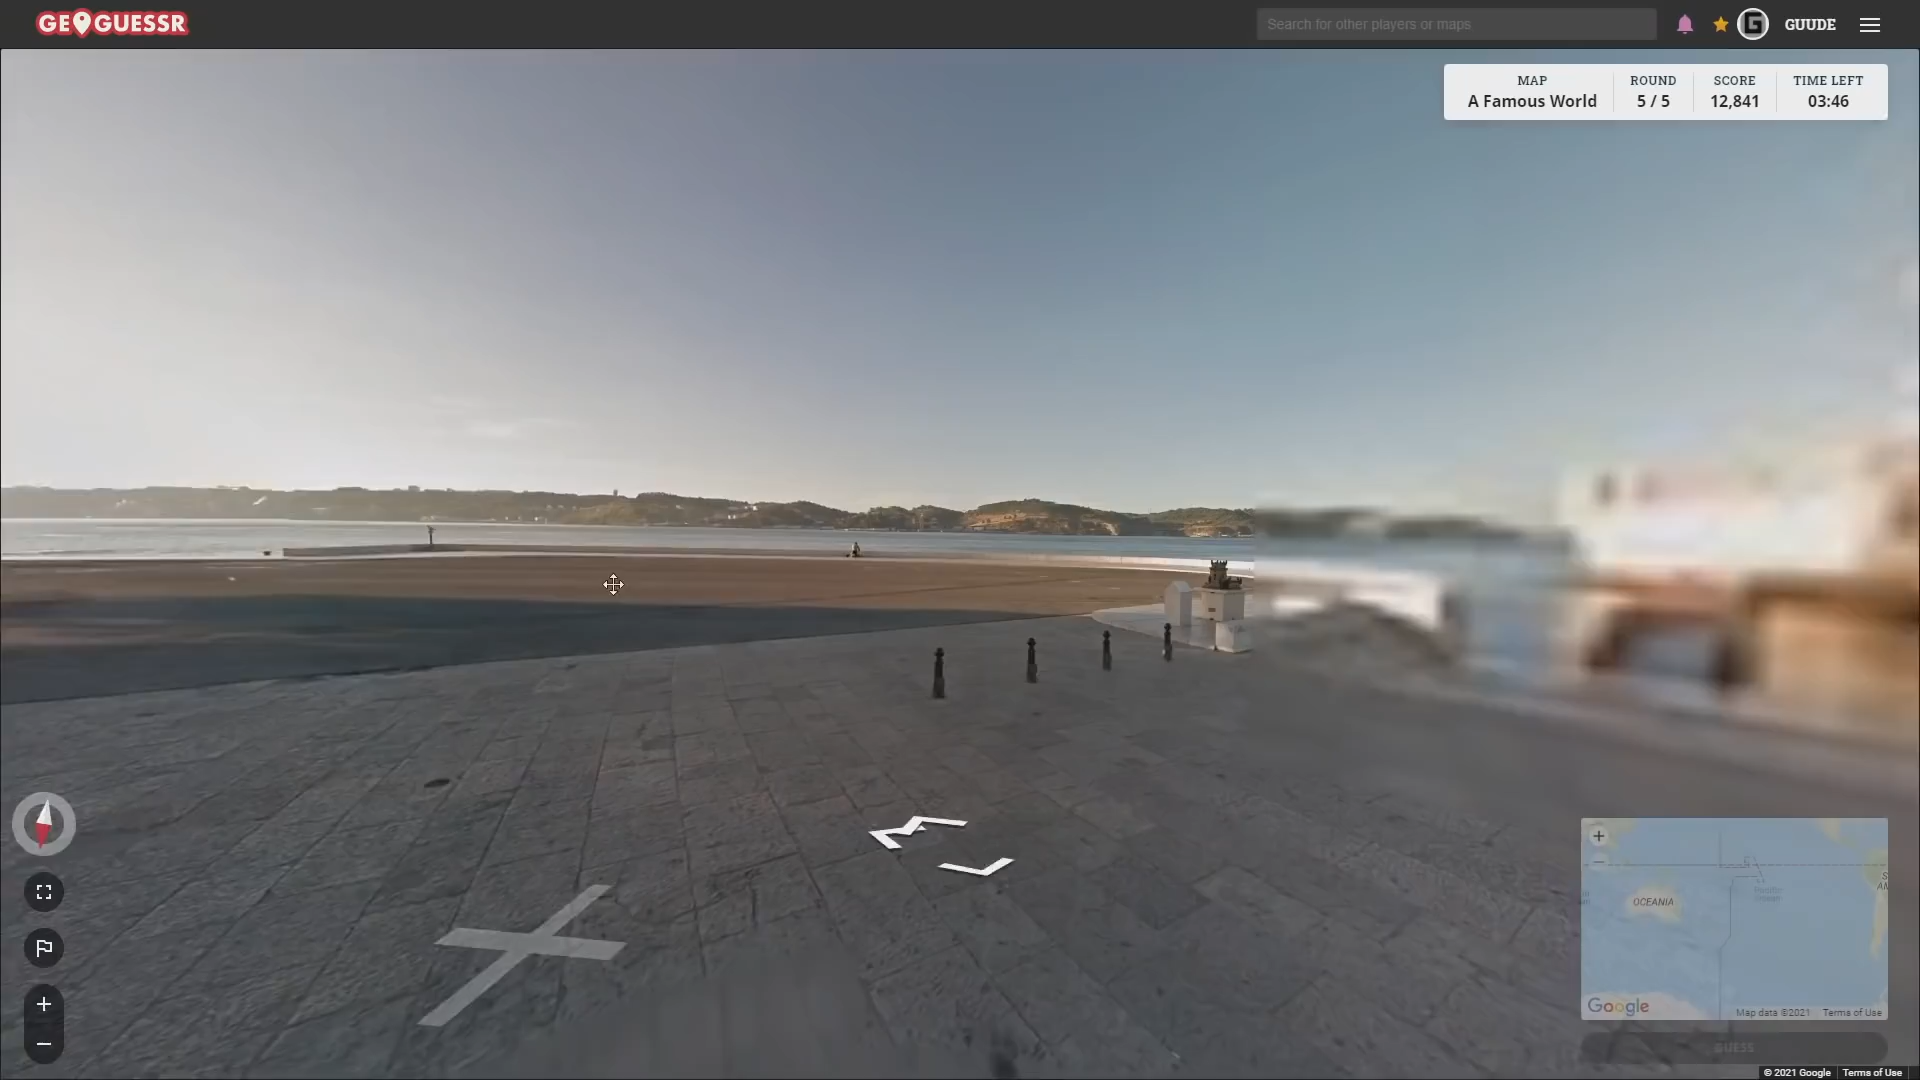 GEOGUESSR
Search for other players or maps
GUUDE
MAP
A Famous World
ROUND
5 / 5
SCORE
12,841
TIME LEFT
03:46
OCEANIA
Google
Map data ©2021
Terms of Use
GUESS
© 2021 Google
Terms of Use